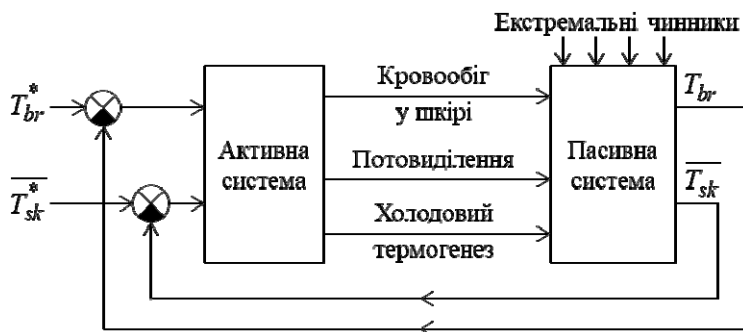 Екстремальні чинники
T*br
Активна
система
Кровообіг
у шкірі
Потовиділення
Холодовий
термогенез
Пасивна
система
Tbr
T*sk
Tsk